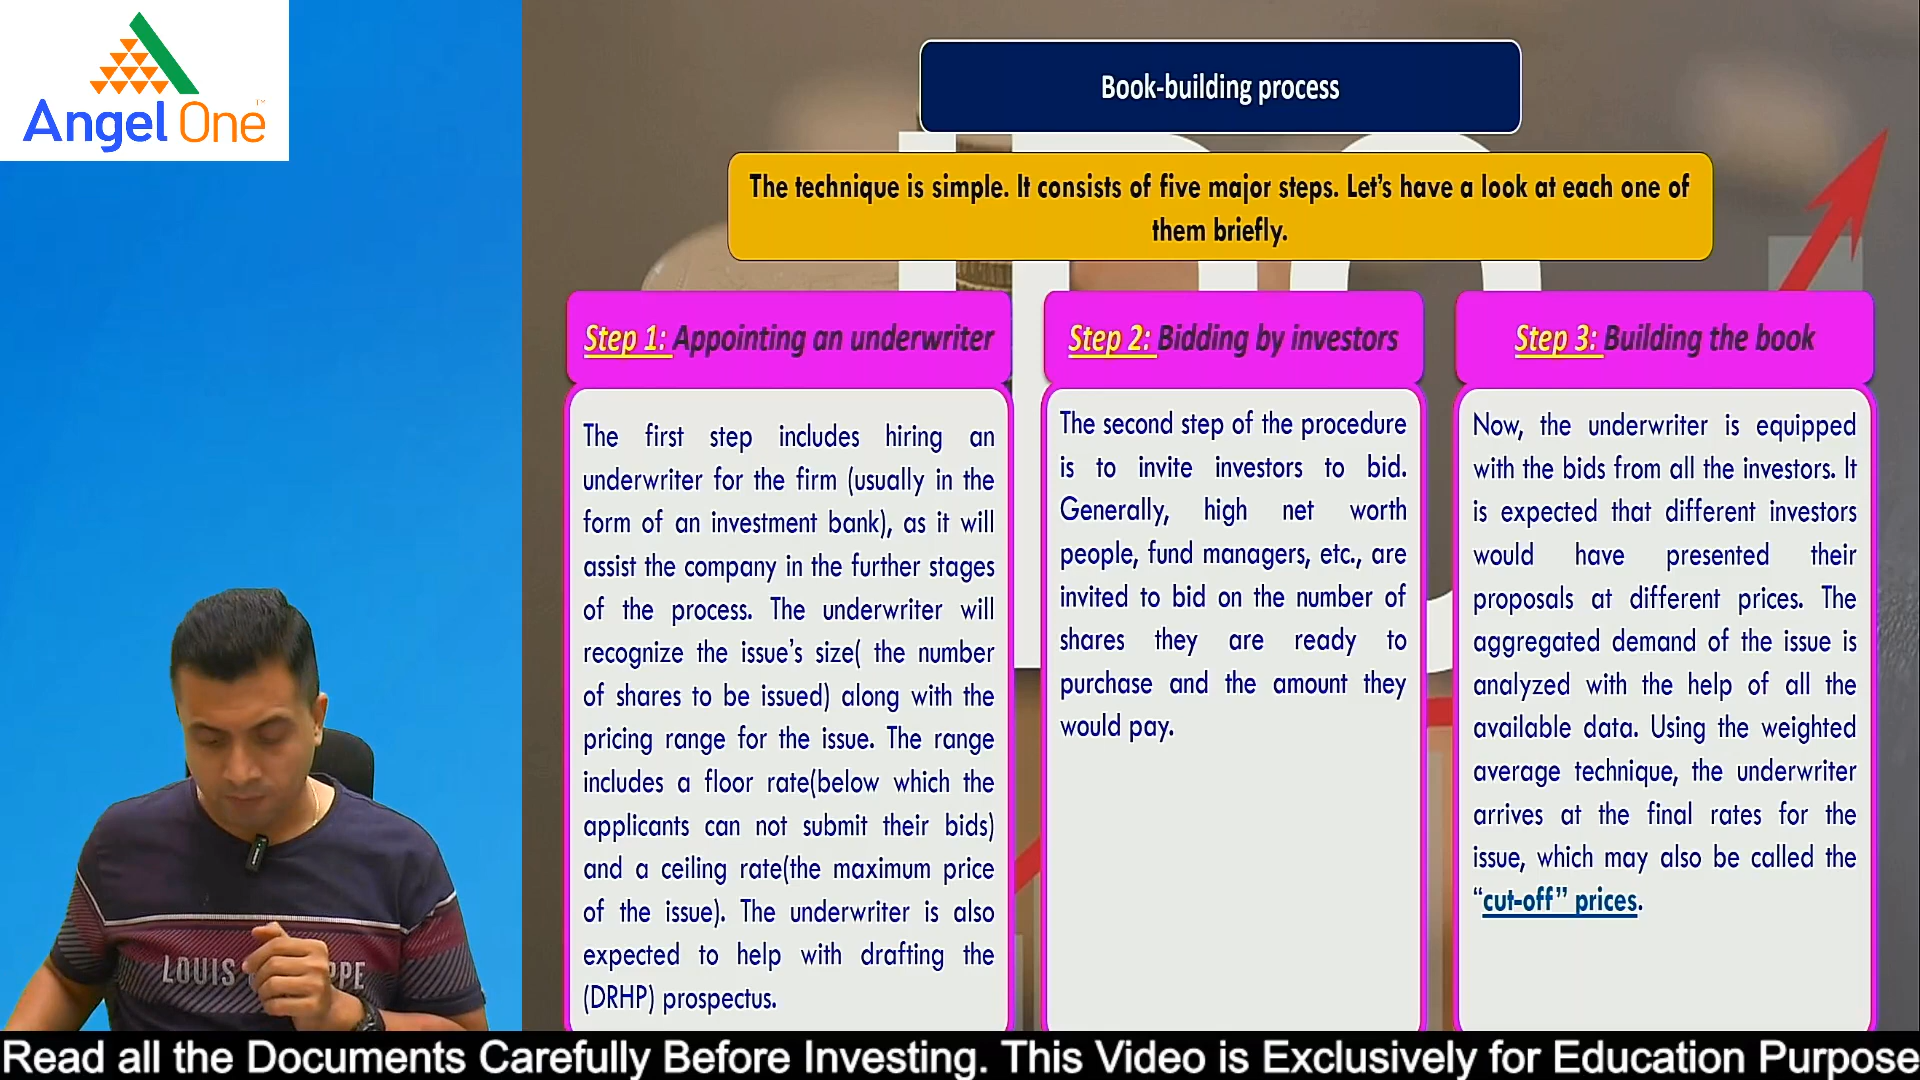 Angel One
TM
Book-building process
The technique is simple. It consists of five major steps. Let's have a look at each one of
them briefly.
Step 1: Appointing an underwriter
The first step includes hiring an
underwriter for the firm (usually in the
form of an investment bank), as it will
assist the company in the further stages
of the process. The underwriter will
recognize the issue's size( the number
of shares to be issued) along with the
pricing range for the issue. The range
includes a floor rate(below which the
applicants can not submit their bids)
and a ceiling rate(the maximum price
of the issue). The underwriter is also
expected to help with drafting the
(DRHP) prospectus.
Step 2: Bidding by investors
The second step of the procedure
is to invite investors to bid.
Generally, high net worth
people, fund managers, etc., are
invited to bid on the number of
shares they are ready to
purchase and the amount they
would pay.
Step 3: Building the book
Now, the underwriter is equipped
with the bids from all the investors. It
is expected that different investors
would have presented their
proposals at different prices. The
aggregated demand of the issue is
analyzed with the help of all the
available data. Using the weighted
average technique, the underwriter
arrives at the final rates for the
issue, which may also be called the
“cut-off” prices.
LOUIS PPE
Read all the Documents Carefully Before Investing. This Video is Exclusively for Education Purpose